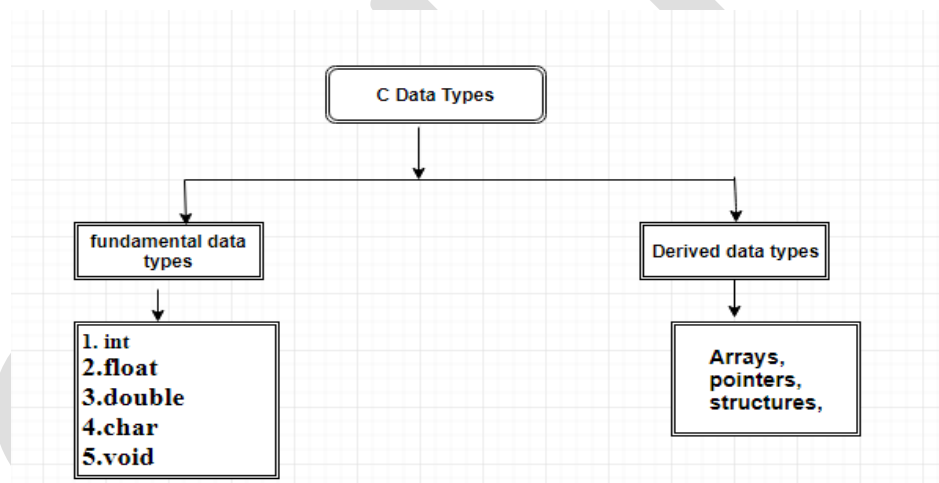 C Data Types
fundamental data
types
Derived data types
1. int
2.float
3.double
4.char
5.void
Arrays,
pointers,
structures,